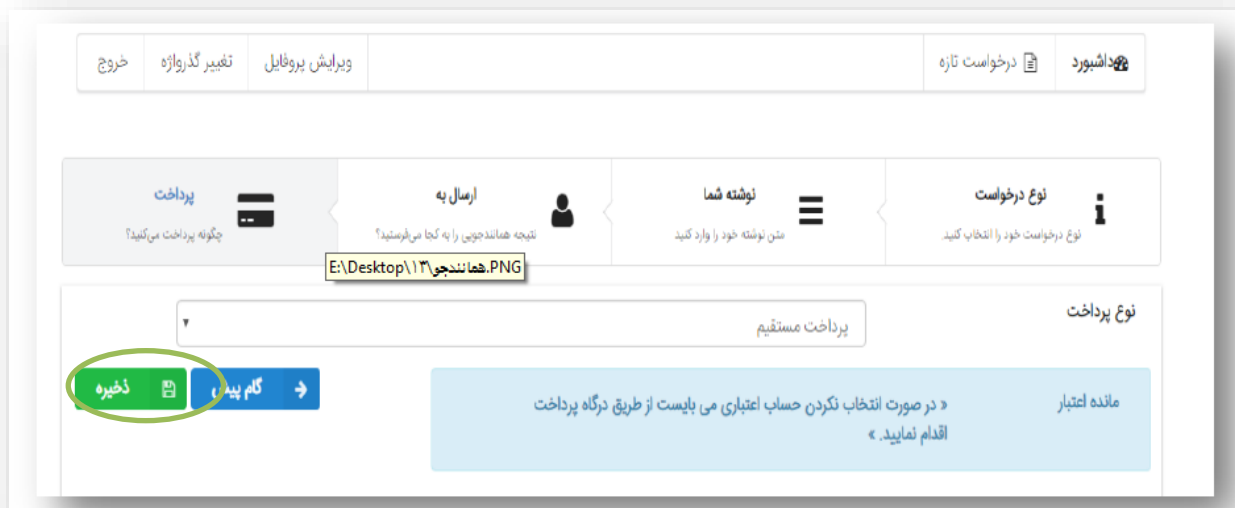 داشبورد
درخواست تازه
ویرایش پروفایل
تغییر گذرواژه
خروج
نوع درخواست
نوع درخواست خود را انتخاب کنید.
نوشته شما
متن نوشته خود را وارد کنید
ارسال به
نتیجه همانندجویی را به کجا می‌فرستید؟
پرداخت
چگونه پرداخت می‌کنید؟
E:\Desktop\۱۳\همانندجو.PNG
نوع پرداخت
پرداخت مستقیم
مانده اعتبار
« در صورت انتخاب نکردن حساب اعتباری می بایست از طریق درگاه پرداخت
اقدام نمایید. »
گام پیش
ذخیره